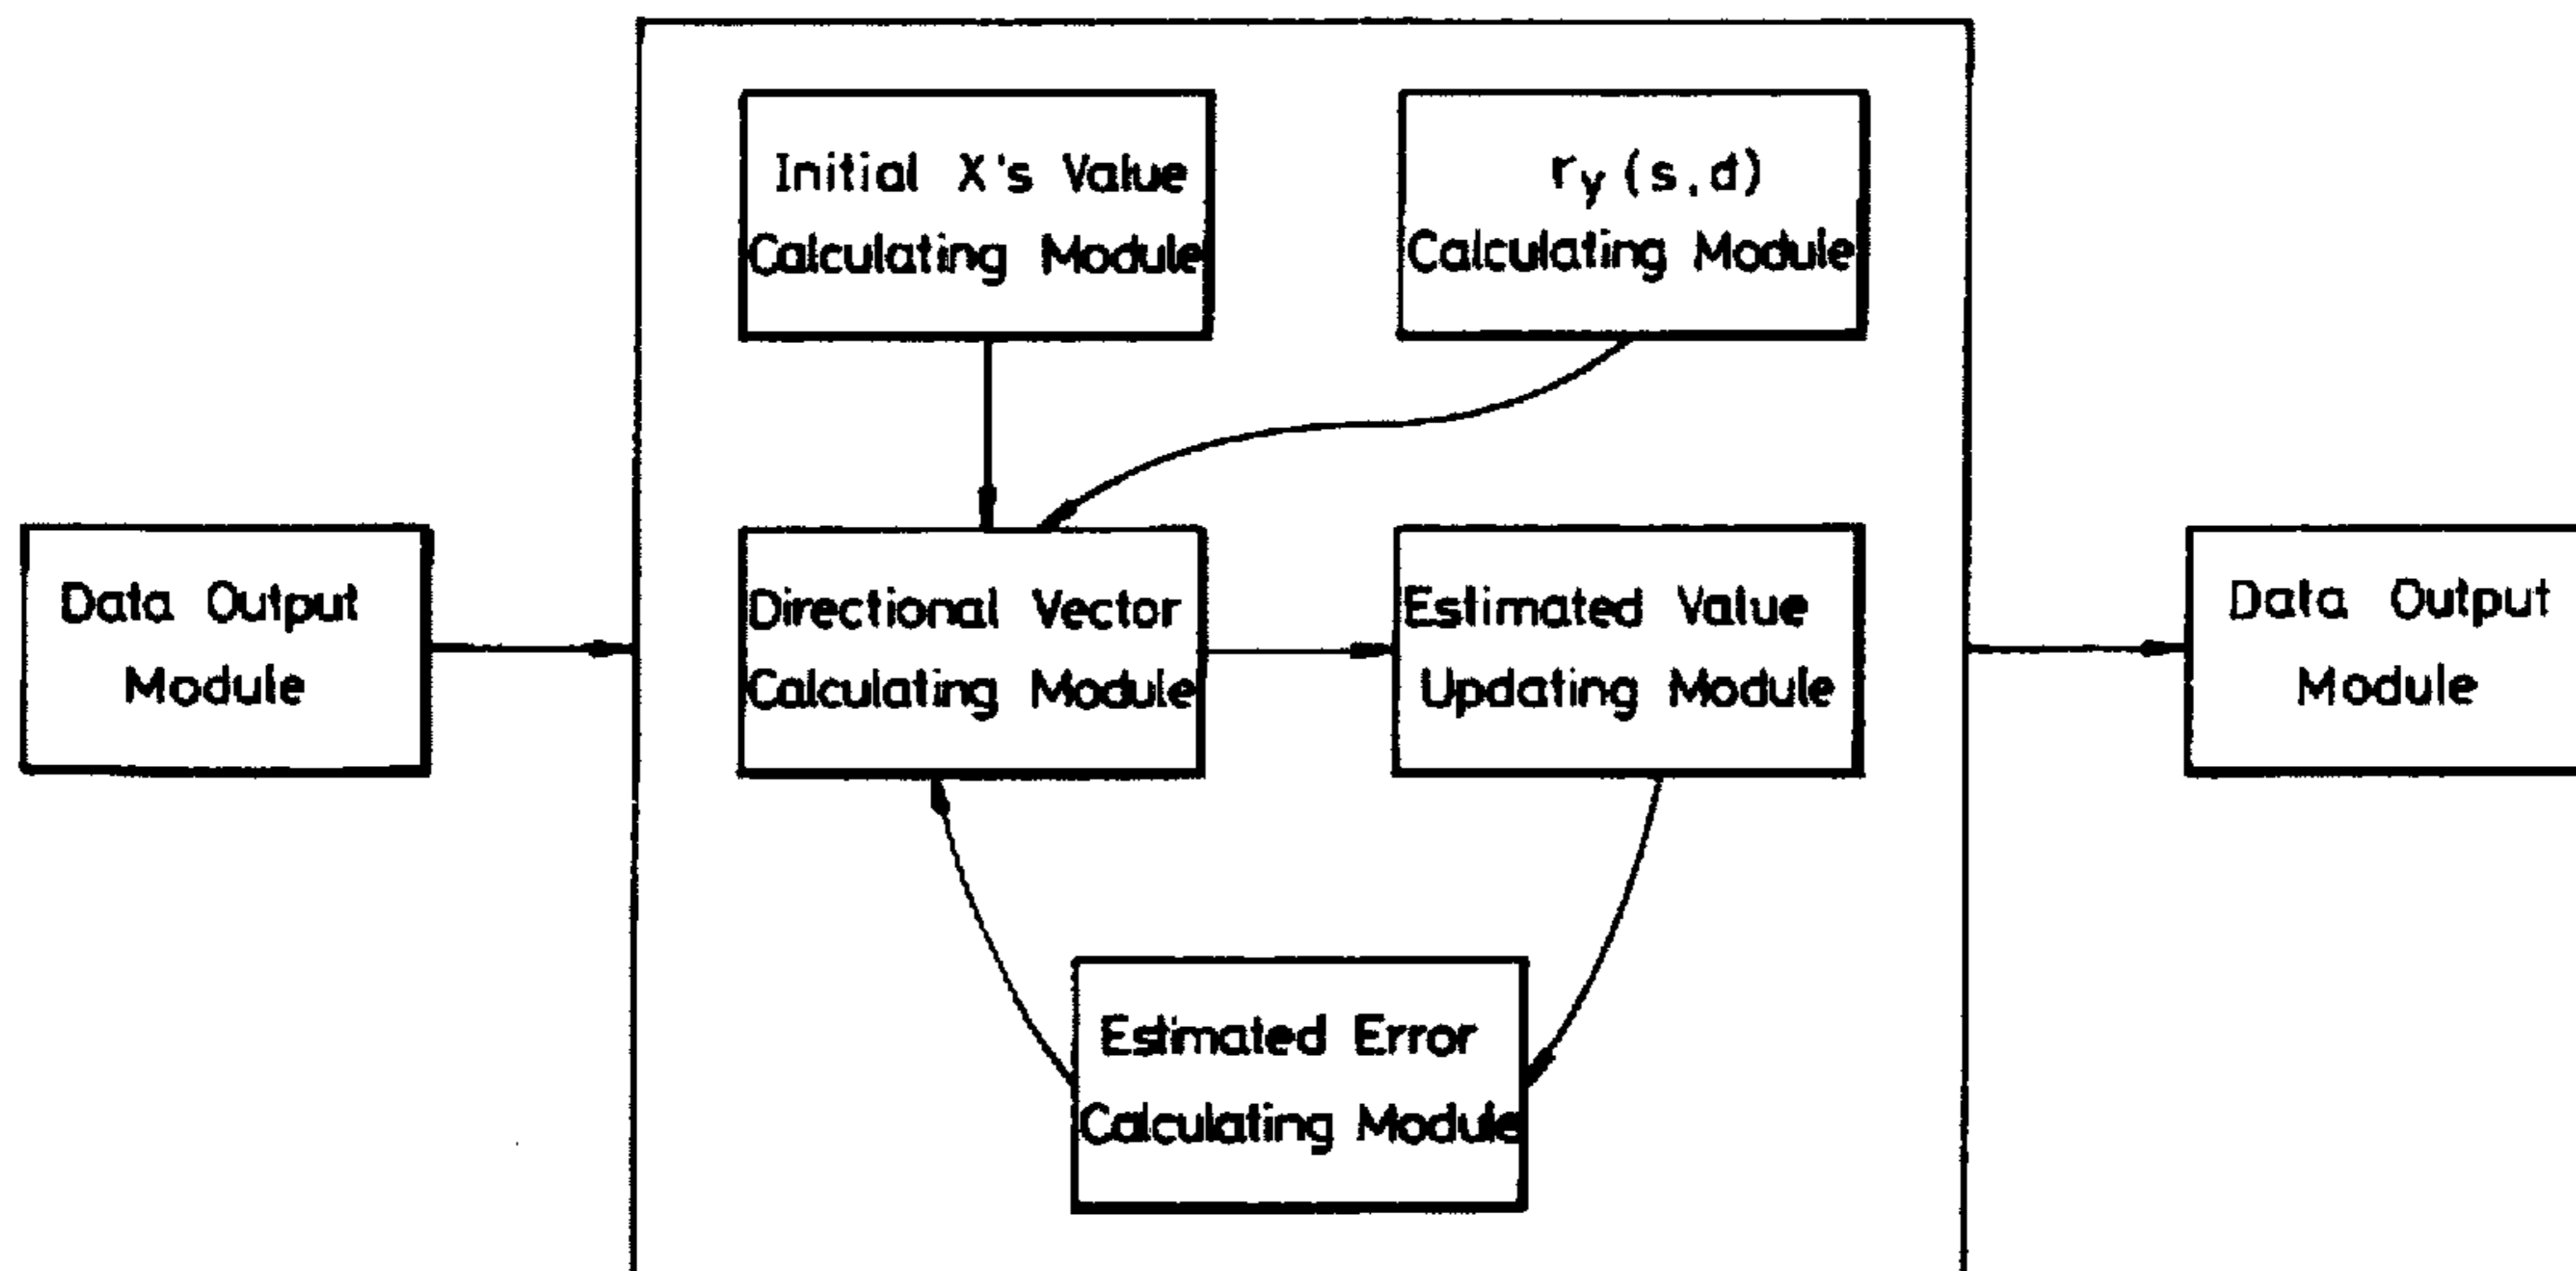 Initial X's Value
Calculating Module
r_y (s,d)
Calculating Module
Data Output
Module
Directional Vector
Calculating Module
Estimated Value
Updating Module
Data Output
Module
Estimated Error
Calculating Module